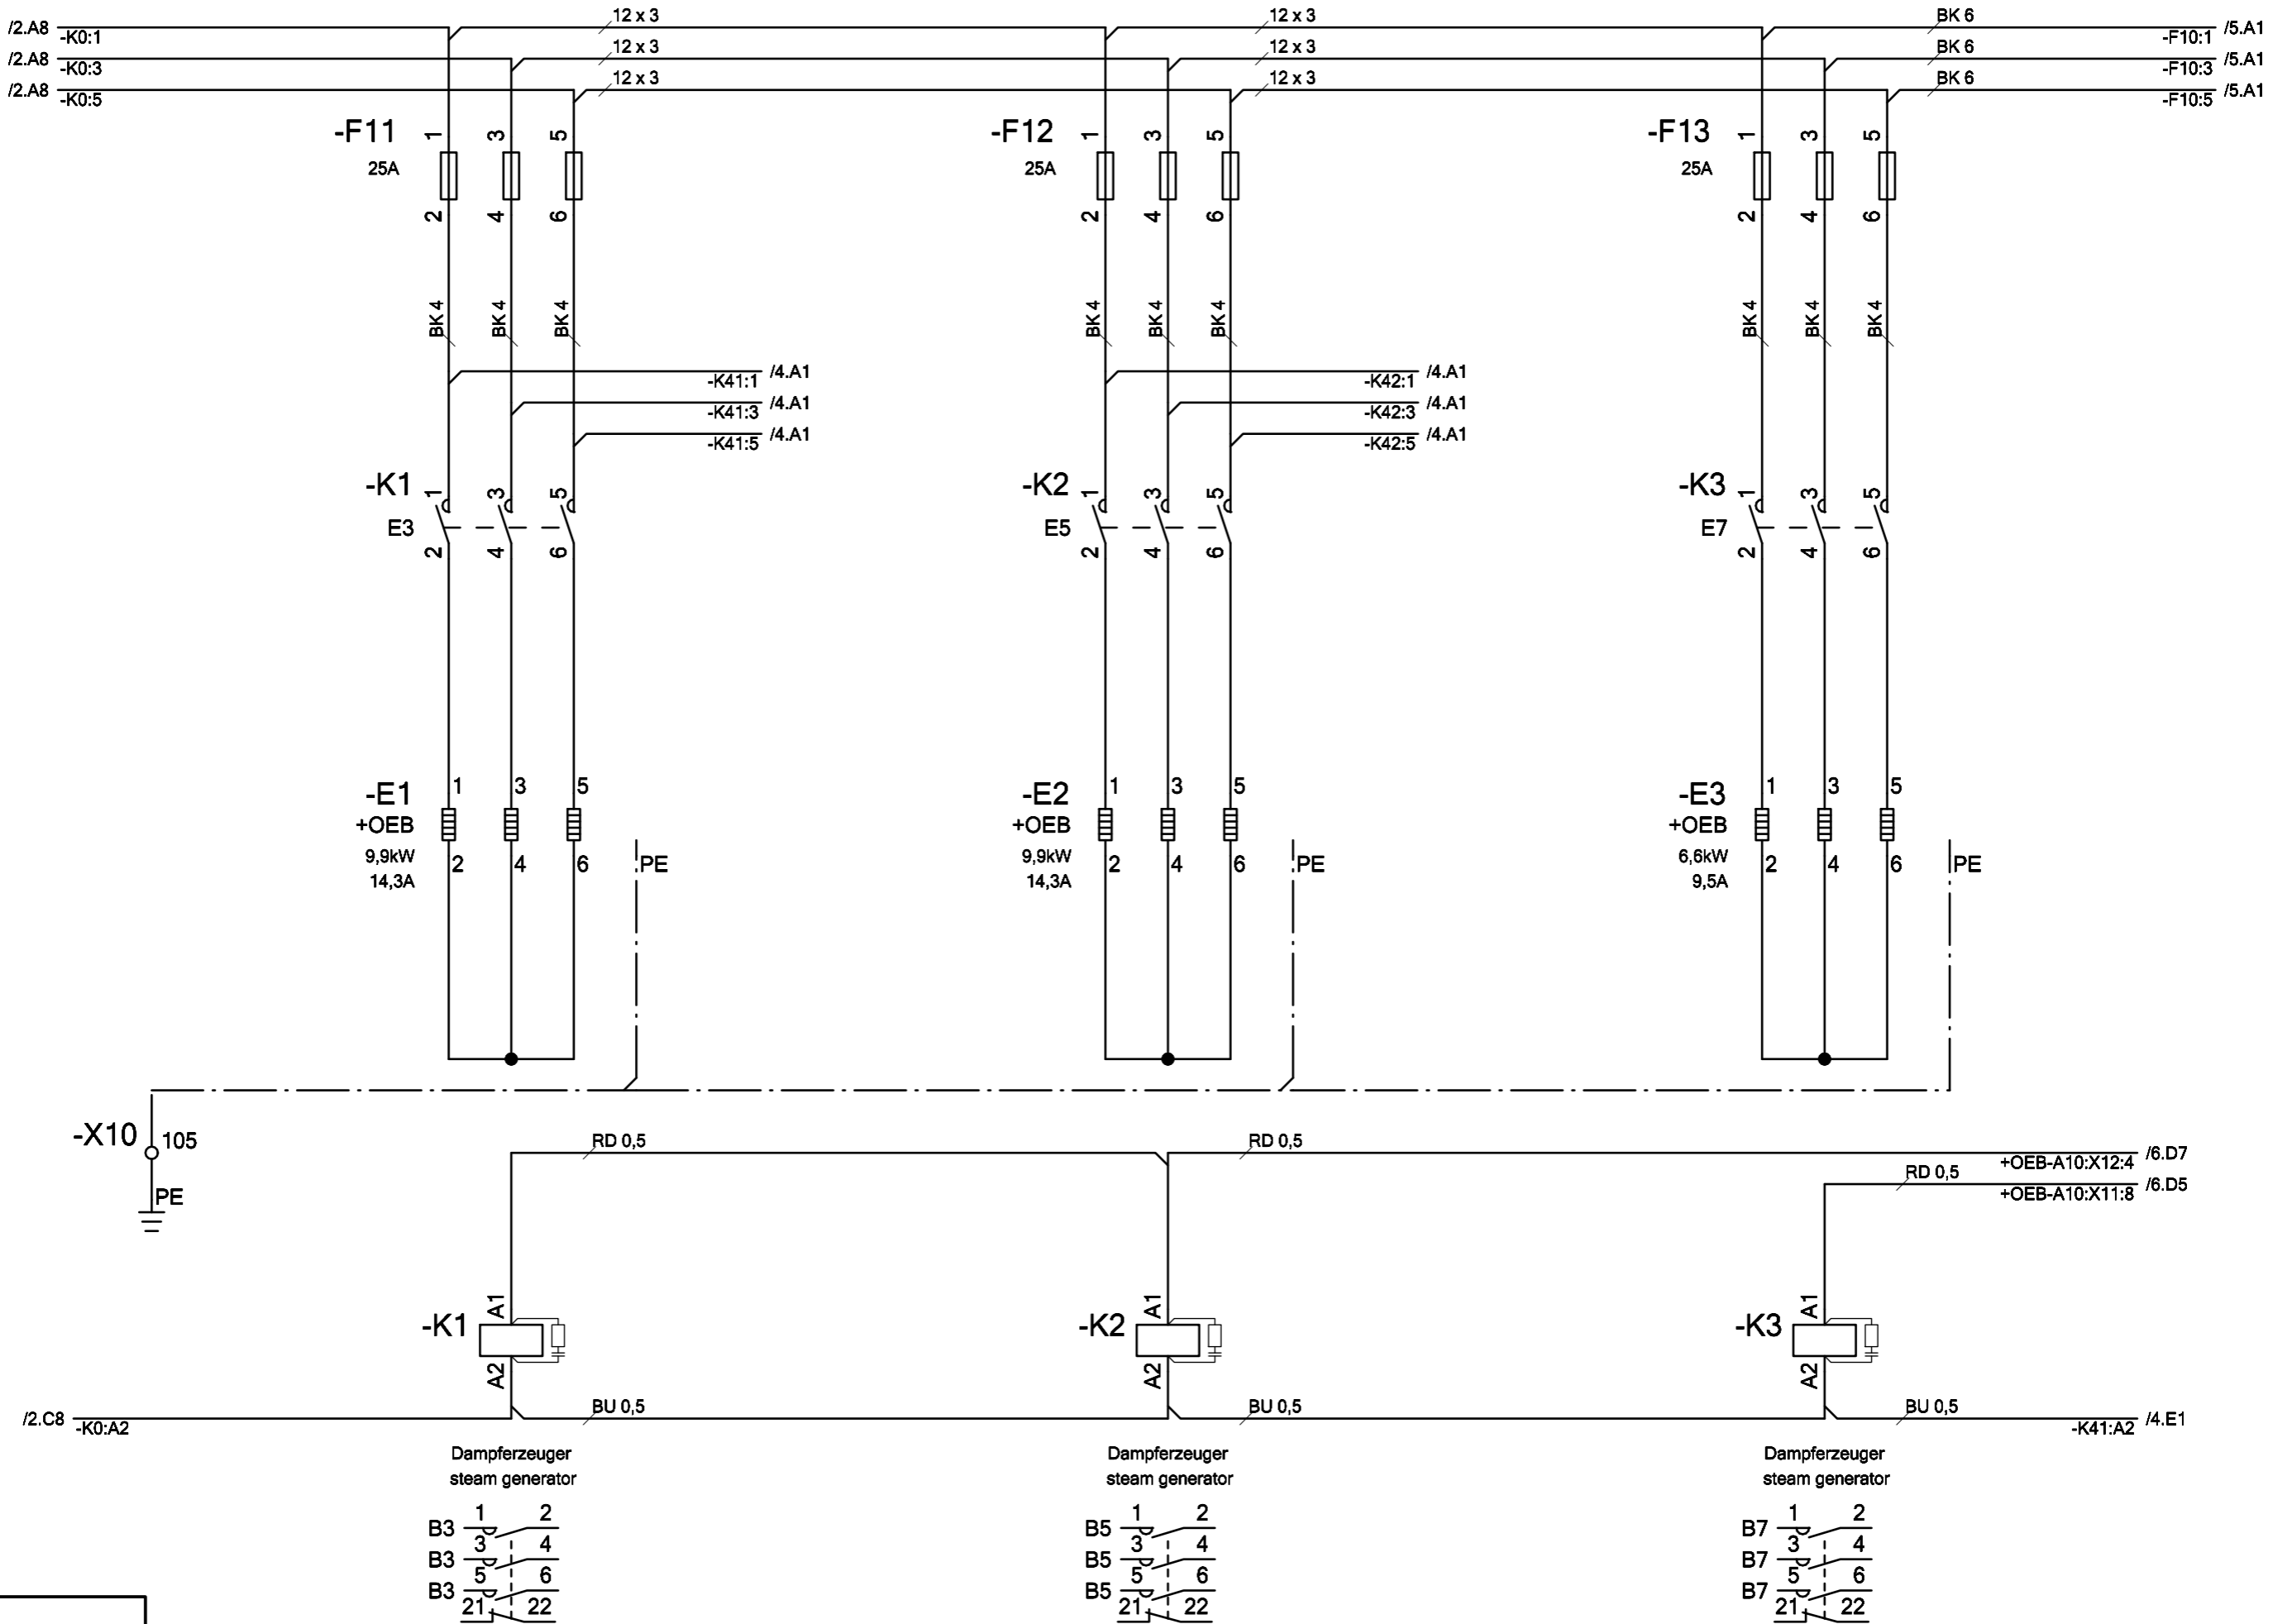 /2.A8 -K0:1 12 x 3 12 x 3 BK 6 -F10:1 /5.A1
/2.A8 -K0:3 12 x 3 12 x 3 BK 6 -F10:3 /5.A1
/2.A8 -K0:5 12 x 3 12 x 3 BK 6 -F10:5 /5.A1
-F11 1 3 5 -F12 1 3 5 -F13 1 3 5
25A 25A 25A
2 4 6 2 4 6 2 4 6
BK 4 BK 4 BK 4 BK 4 BK 4 BK 4 BK 4 BK 4 BK 4
-K41:1 /4.A1 -K42:1 /4.A1
-K41:3 /4.A1 -K42:3 /4.A1
-K41:5 /4.A1 -K42:5 /4.A1
-K1 1 3 5 -K2 1 3 5 -K3 1 3 5
E3 E5 E7
2 4 6 2 4 6 2 4 6
-E1 1 3 5 -E2 1 3 5 -E3 1 3 5
+OEB +OEB +OEB
9,9kW 2 4 6 PE 9,9kW 2 4 6 PE 6,6kW 2 4 6 PE
14,3A 14,3A 9,5A
-X10 105 RD 0,5 RD 0,5
+OEB-A10:X12:4 /6.D7
RD 0,5
PE +OEB-A10:X11:8 /6.D5
A1 A1 A1
-K1 -K2 -K3
A2 A2 A2
/2.C8 -K0:A2 BU 0,5 BU 0,5 BU 0,5 -K41:A2 /4.E1
Dampferzeuger Dampferzeuger Dampferzeuger
steam generator steam generator steam generator
1 2 1 2 1 2
B3 B5 B7
3 4 3 4 3 4
B3 B5 B7
5 6 5 6 5 6
B3 B5 B7
21 22 21 22 21 22